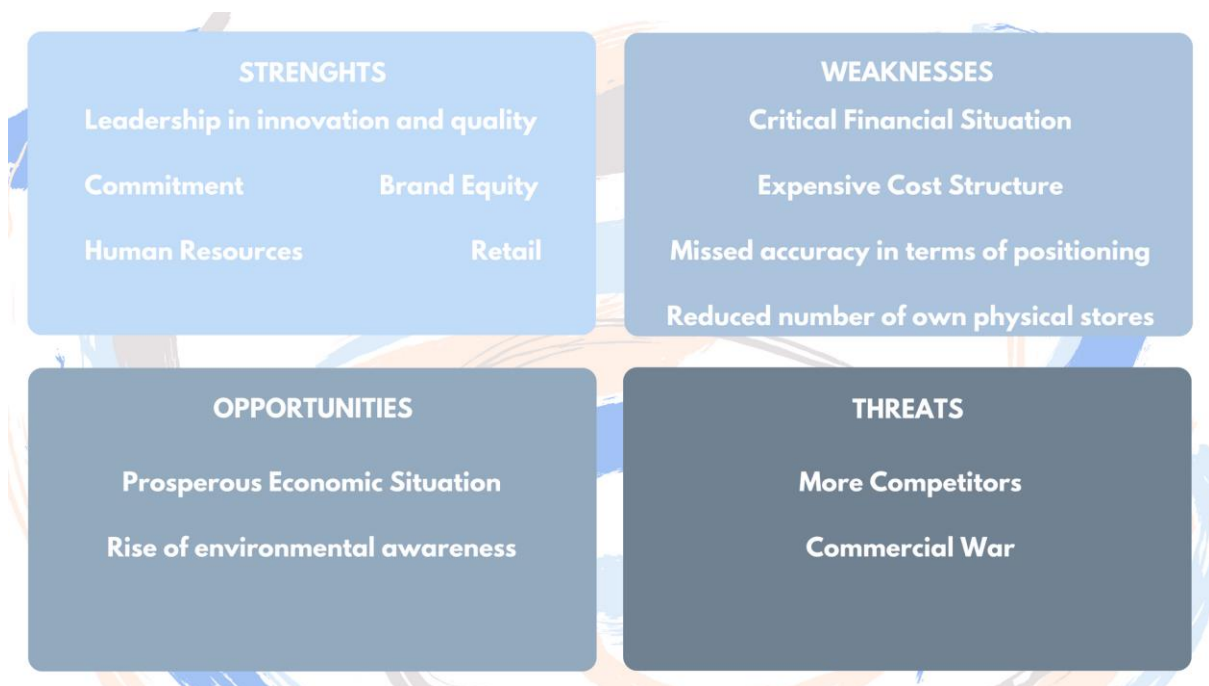 STRENGHTS
Leadership in innovation and quality
Commitment Brand Equity
Human Resources Retail
WEAKNESSES
Critical Financial Situation
Expensive Cost Structure
Missed accuracy in terms of positioning
Reduced number of own physical stores
OPPORTUNITIES
Prosperous Economic Situation
Rise of environmental awareness
THREATS
More Competitors
Commercial War